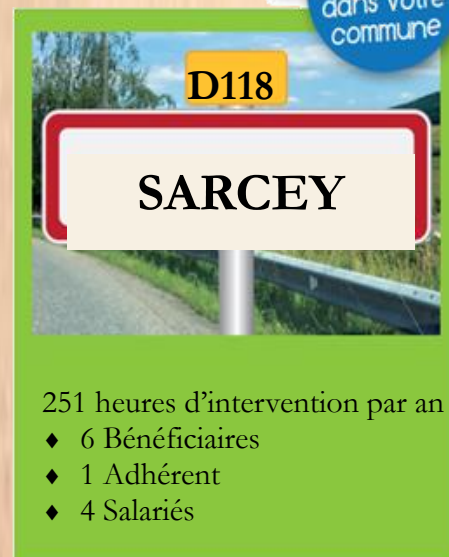 dans votre
commune
D118
SARCEY
251 heures d'intervention par an
♦ 6 Bénéficiaires
♦ 1 Adhérent
♦ 4 Salariés